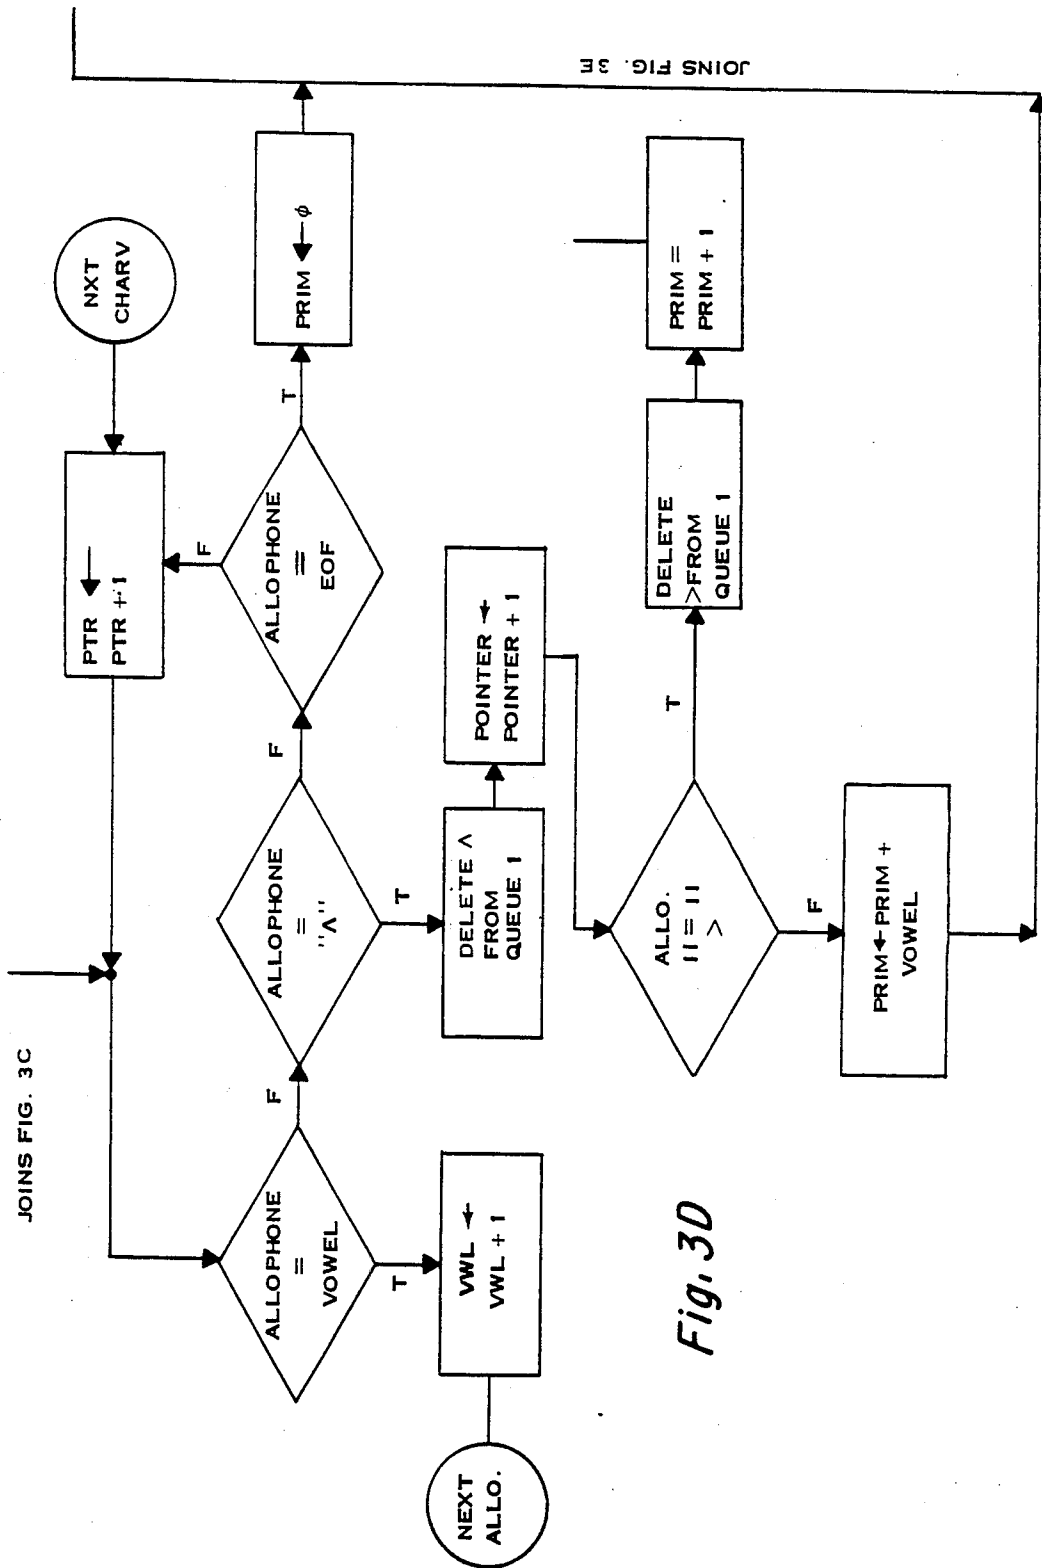 JOINS FIG. 3C
NXT
CHARV
PTR ←
PTR + 1
ALLOPHONE
=
VOWEL
F
T
ALLOPHONE
=
"Λ"
F
T
ALLOPHONE
=
EOF
F
T
PRIM ← φ
JOINS FIG. 3E
NEXT
ALLO.
VWL ←
VWL + 1
DELETE Λ
FROM
QUEUE 1
POINTER ←
POINTER + 1
ALLO.
II = II
>
T
F
DELETE
>FROM
QUEUE 1
PRIM =
PRIM + 1
PRIM←PRIM +
VOWEL
Fig. 3D